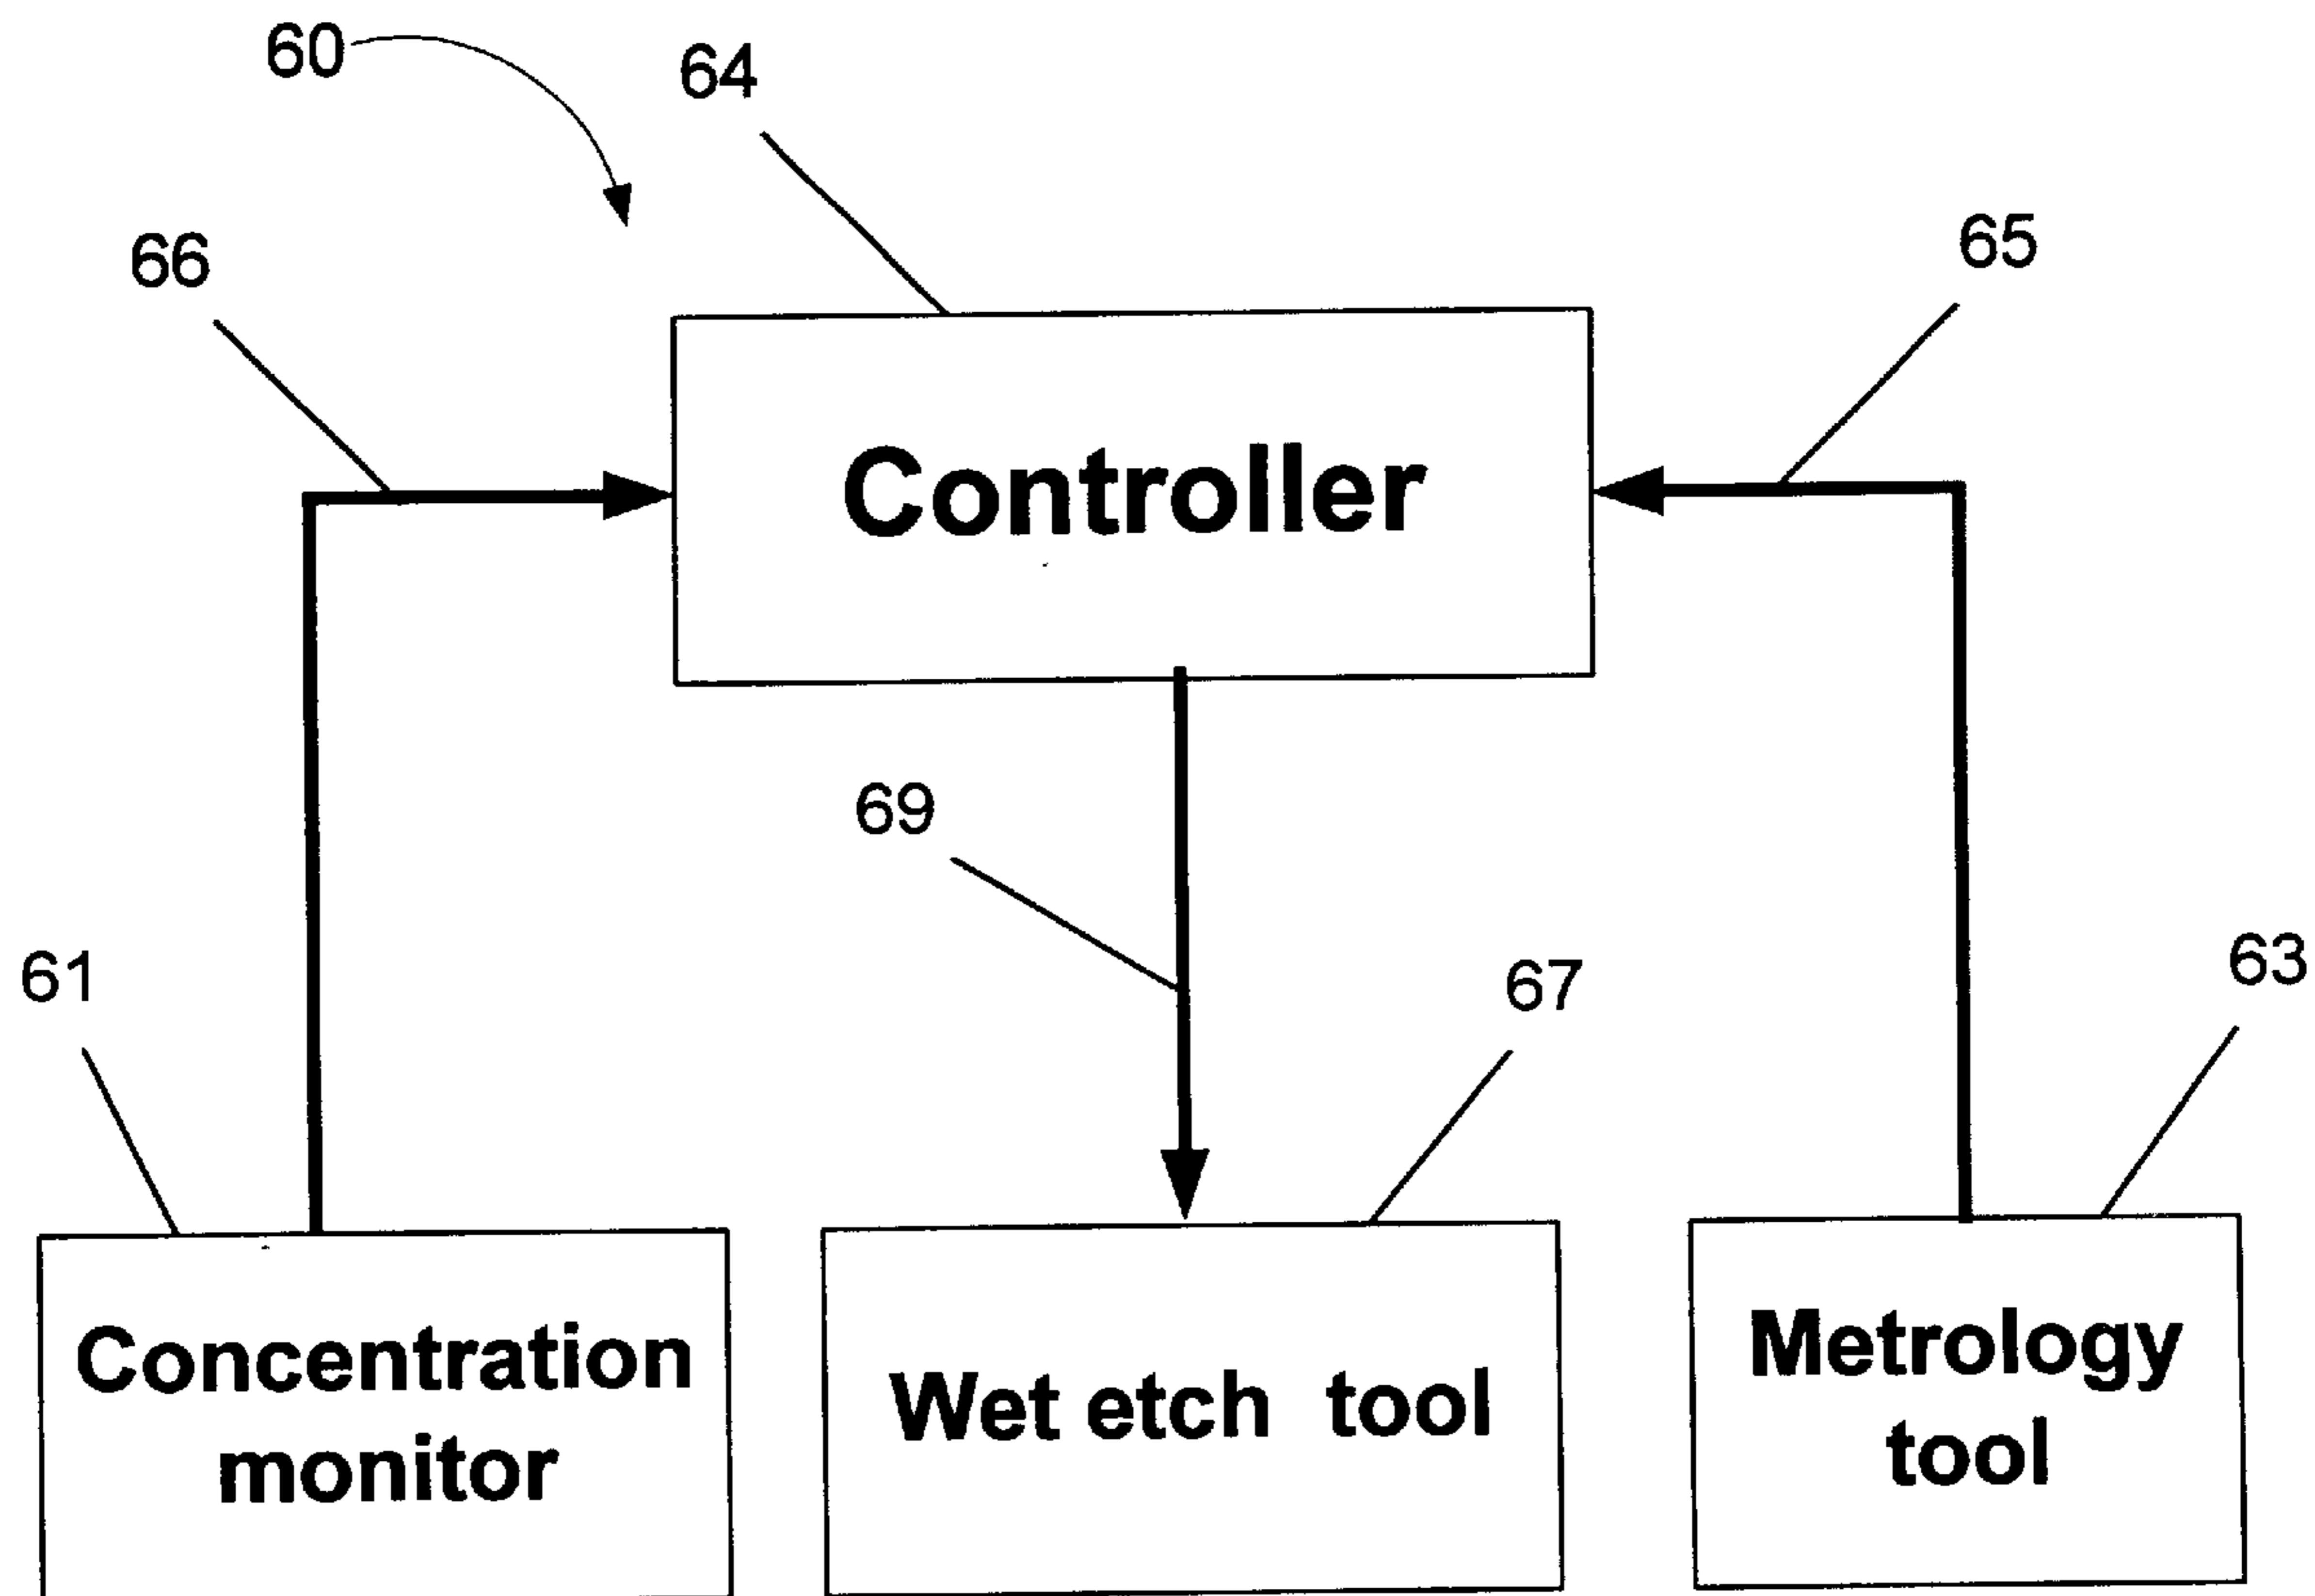 60
64
66
65
Controller
69
61
67
63
Concentration
monitor
Wet etch tool
Metrology
tool